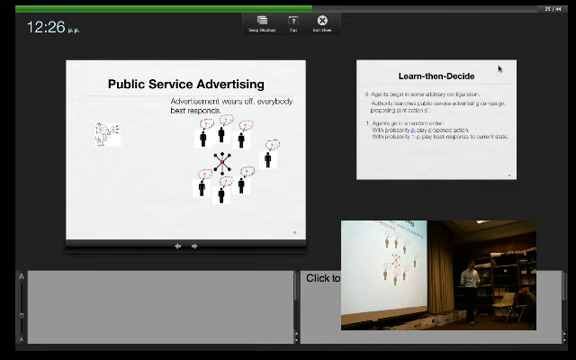 25 / 44
12:26 μ.μ.
Swap Displays
Tips
Exit Show
Public Service Advertising
Advertisement wears off, everybody
best responds.
Learn-then-Decide
0. Agents begin in some arbitrary configuration.
Authority launches public-service advertising campaign,
proposing joint action s'.
1. Agents go in a random order:
With probability pᵢ play proposed action.
With probability 1-pᵢ play best response to current state.
A
Click to
A